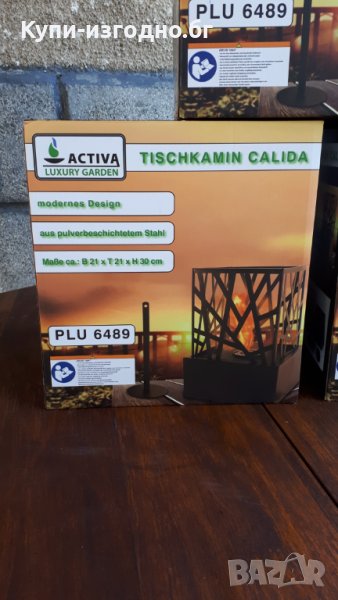 Купи-изгодно.бг
PLU 6489
ACTIVA
LUXURY GARDEN
TISCHKAMIN CALIDA
modernes Design
aus pulverbeschichtetem Stahl
Maße ca.: B 21 x T 21 x H 30 cm
PLU 6489
BAZAR